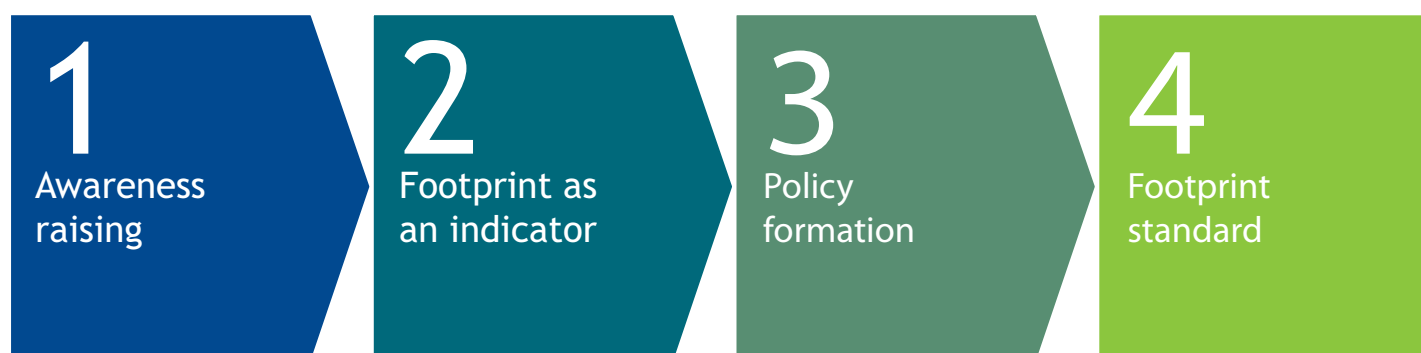 1
Awareness
raising
2
Footprint as
an indicator
3
Policy
formation
4
Footprint
standard